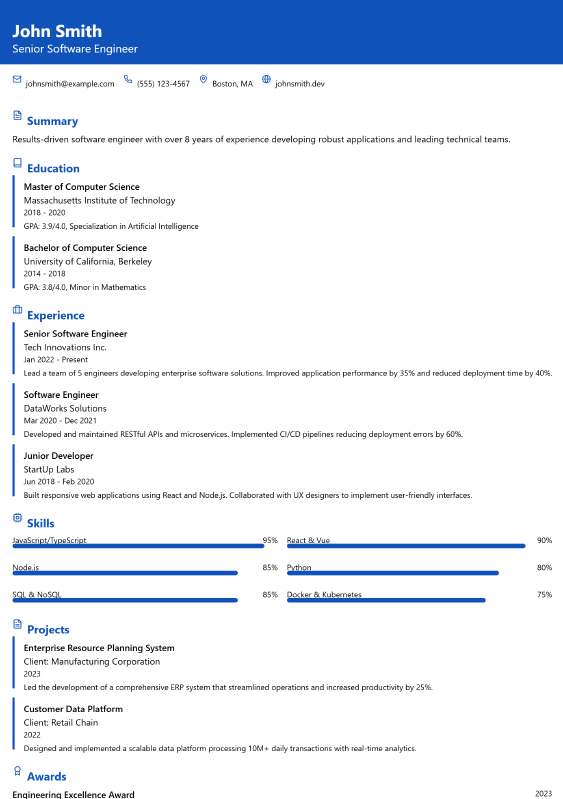 John Smith
Senior Software Engineer
johnsmith@example.com (555) 123-4567 Boston, MA johnsmith.dev
Summary
Results-driven software engineer with over 8 years of experience developing robust applications and leading technical teams.
Education
Master of Computer Science
Massachusetts Institute of Technology
2018 - 2020
GPA: 3.9/4.0, Specialization in Artificial Intelligence
Bachelor of Computer Science
University of California, Berkeley
2014 - 2018
GPA: 3.8/4.0, Minor in Mathematics
Experience
Senior Software Engineer
Tech Innovations Inc.
Jan 2022 - Present
Lead a team of 5 engineers developing enterprise software solutions. Improved application performance by 35% and reduced deployment time by 40%.
Software Engineer
DataWorks Solutions
Mar 2020 - Dec 2021
Developed and maintained RESTful APIs and microservices. Implemented CI/CD pipelines reducing deployment errors by 60%.
Junior Developer
StartUp Labs
Jun 2018 - Feb 2020
Built responsive web applications using React and Node.js. Collaborated with UX designers to implement user-friendly interfaces.
Skills
JavaScript/TypeScript 95% React & Vue 90%
Node.js 85% Python 80%
SQL & NoSQL 85% Docker & Kubernetes 75%
Projects
Enterprise Resource Planning System
Client: Manufacturing Corporation
2023
Led the development of a comprehensive ERP system that streamlined operations and increased productivity by 25%.
Customer Data Platform
Client: Retail Chain
2022
Designed and implemented a scalable data platform processing 10M+ daily transactions with real-time analytics.
Awards
Engineering Excellence Award 2023